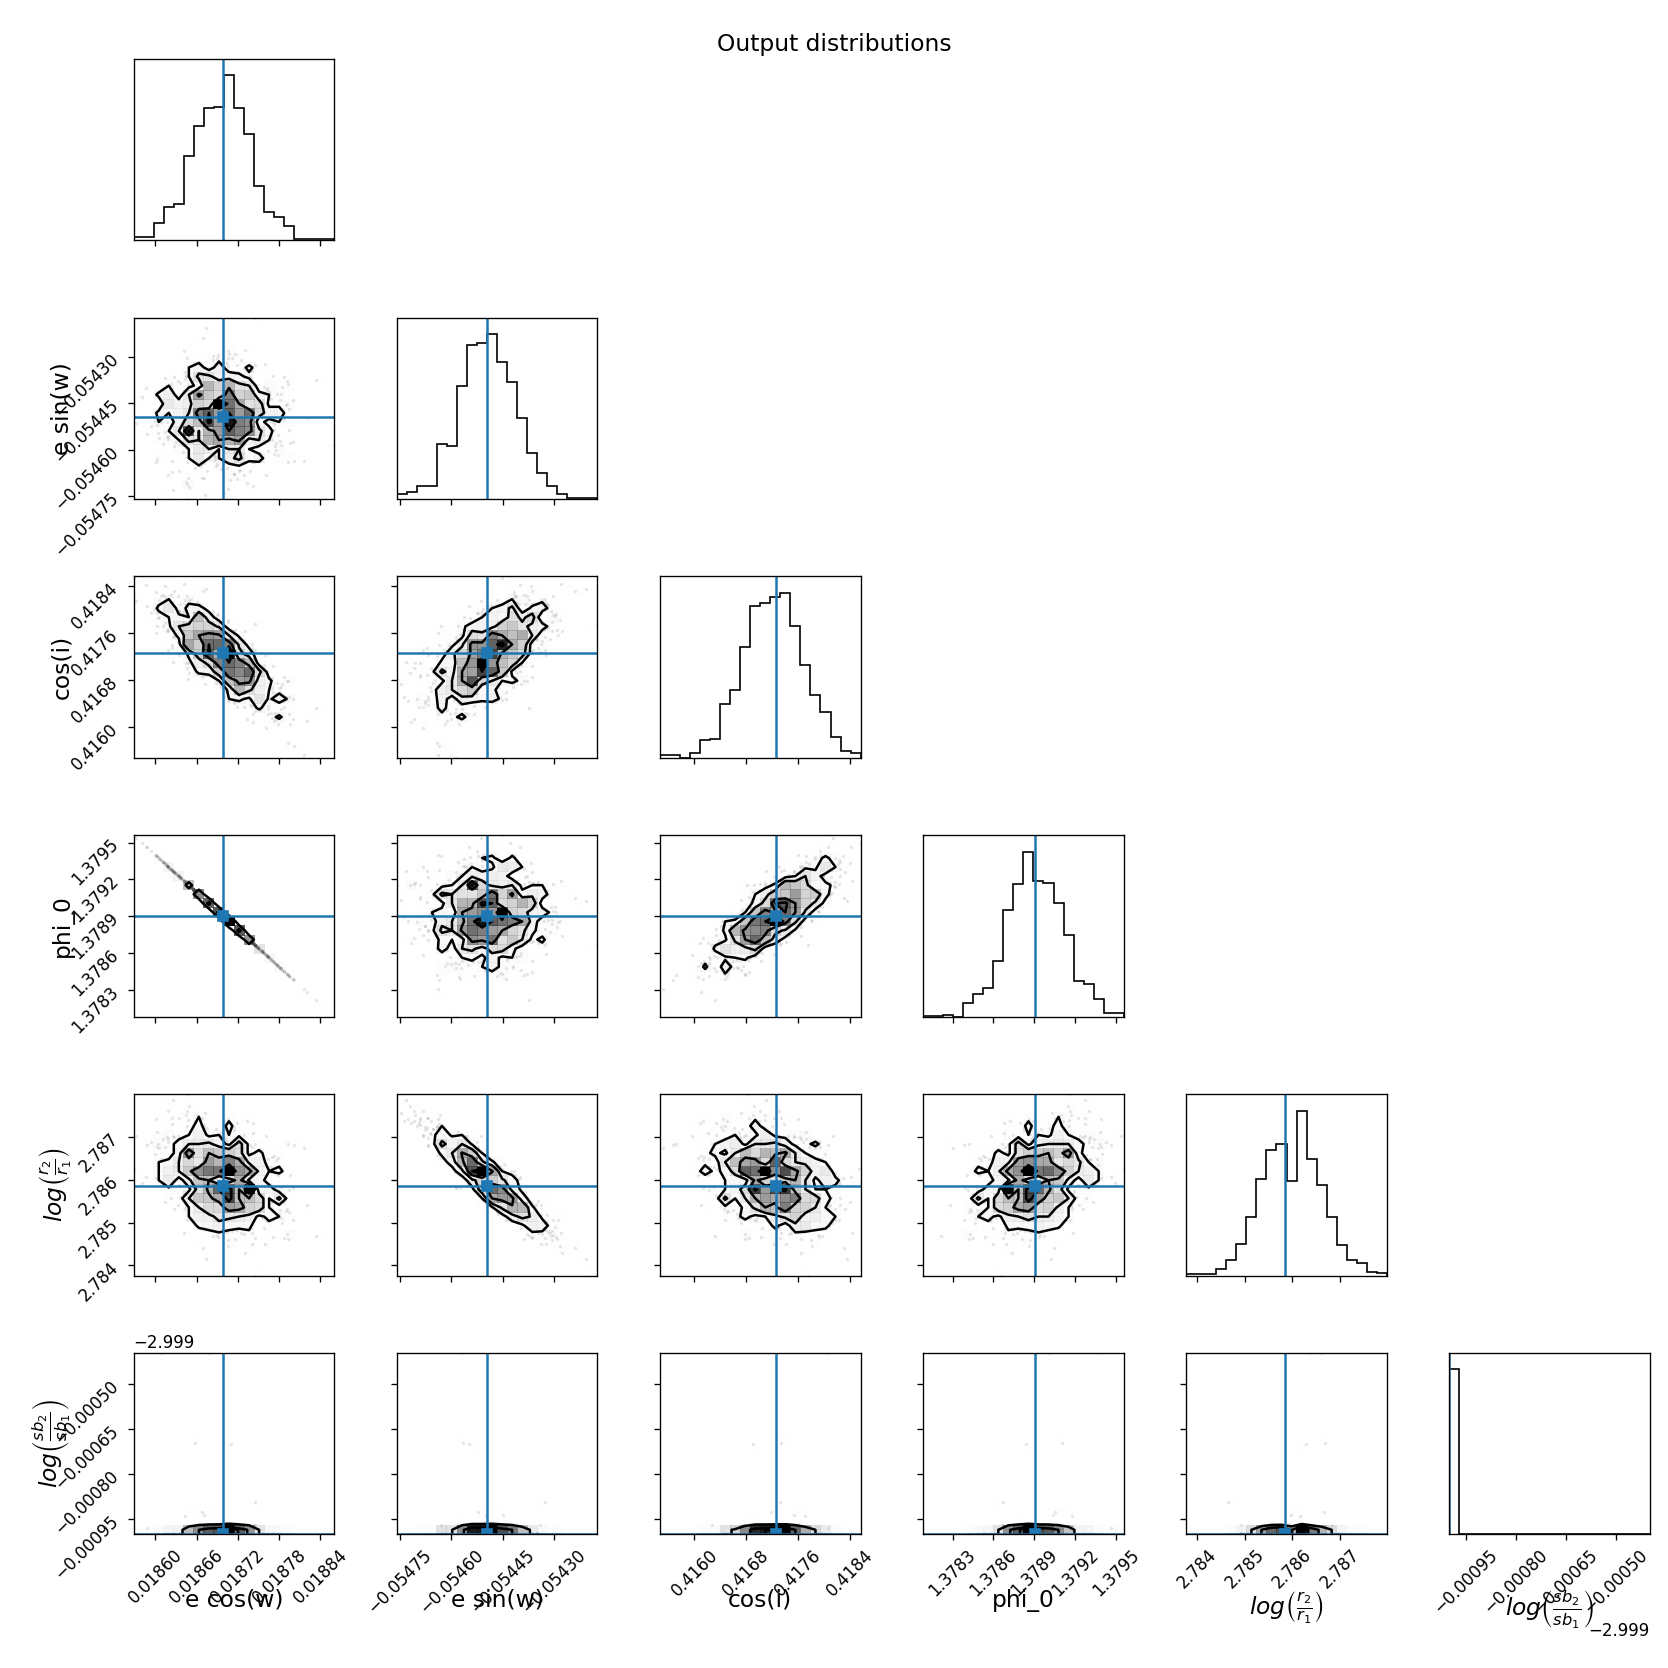 Output distributions
e sin(w)
−0.05430
−0.05445
−0.05460
−0.05475
cos(i)
0.4184
0.4176
0.4168
0.4160
phi_0
1.3795
1.3792
1.3789
1.3786
1.3783
log(r2/r1)
2.787
2.786
2.785
2.784
−2.999
log(sb2/sb1)
−0.00050
−0.00065
−0.00080
−0.00095
0.01860 0.01866 0.01872 0.01878 0.01884
−0.05475 −0.05460 −0.05445 −0.05430
0.4160 0.4168 0.4176 0.4184
1.3783 1.3786 1.3789 1.3792 1.3795
2.784 2.785 2.786 2.787
−0.00095 −0.00080 −0.00065 −0.00050
e cos(w) e sin(w) cos(i) phi_0 log(r2/r1) log(sb2/sb1)
−2.999